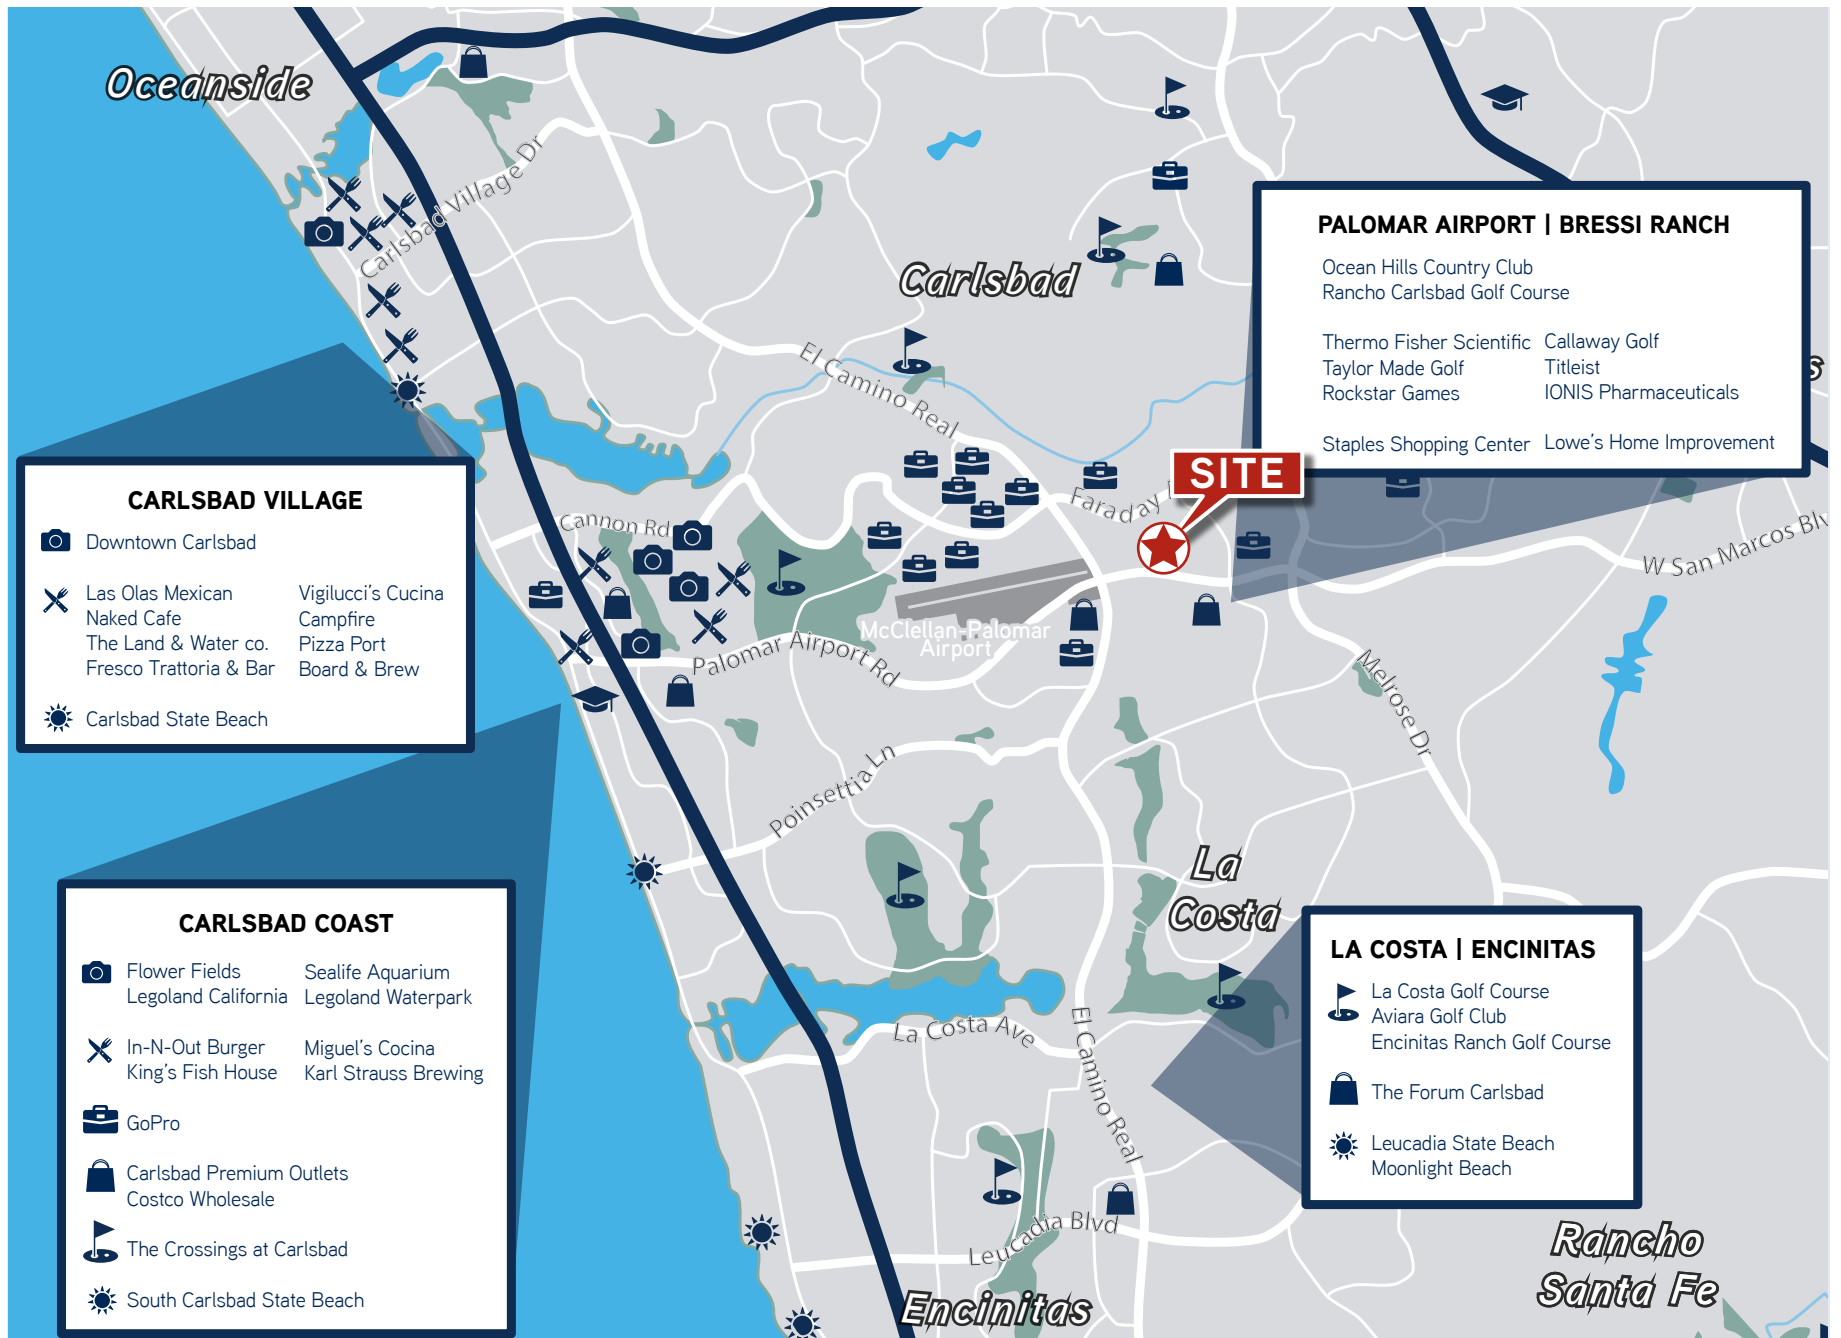 Oceanside
Carlsbad Village Dr
Carlsbad
El Camino Real
PALOMAR AIRPORT | BRESSI RANCH
Ocean Hills Country Club
Rancho Carlsbad Golf Course
Thermo Fisher Scientific Callaway Golf
Taylor Made Golf Titleist
Rockstar Games IONIS Pharmaceuticals
Staples Shopping Center Lowe's Home Improvement
SITE
Faraday
Cannon Rd
W San Marcos Blv
McClellan-Palomar
Airport
Palomar Airport Rd
Melrose Dr
Poinsettia Ln
CARLSBAD VILLAGE
Downtown Carlsbad
Las Olas Mexican Vigilucci's Cucina
Naked Cafe Campfire
The Land & Water co. Pizza Port
Fresco Trattoria & Bar Board & Brew
Carlsbad State Beach
La
Costa
CARLSBAD COAST
Flower Fields Sealife Aquarium
Legoland California Legoland Waterpark
In-N-Out Burger Miguel's Cocina
King's Fish House Karl Strauss Brewing
GoPro
Carlsbad Premium Outlets
Costco Wholesale
The Crossings at Carlsbad
South Carlsbad State Beach
La Costa Ave
El Camino Real
LA COSTA | ENCINITAS
La Costa Golf Course
Aviara Golf Club
Encinitas Ranch Golf Course
The Forum Carlsbad
Leucadia State Beach
Moonlight Beach
Leucadia Blvd
Encinitas
Rancho
Santa Fe